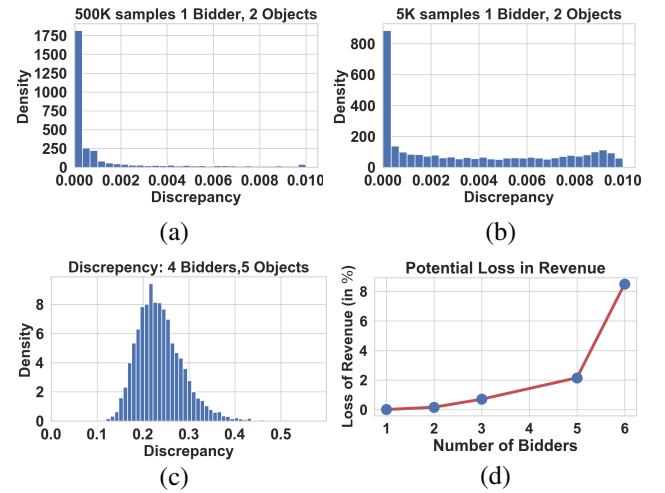 500K samples 1 Bidder, 2 Objects
1750
1500
1250
1000
750
500
250
0
0.000 0.002 0.004 0.006 0.008 0.010
Density
Discrepancy
(a)
5K samples 1 Bidder, 2 Objects
800
600
400
200
0
0.000 0.002 0.004 0.006 0.008 0.010
Density
Discrepancy
(b)
Discrepency: 4 Bidders,5 Objects
8
6
4
2
0
0.0 0.1 0.2 0.3 0.4 0.5
Density
Discrepancy
(c)
Potential Loss in Revenue
8
6
4
2
0
1 2 3 4 5 6
Loss of Revenue (in %)
Number of Bidders
(d)